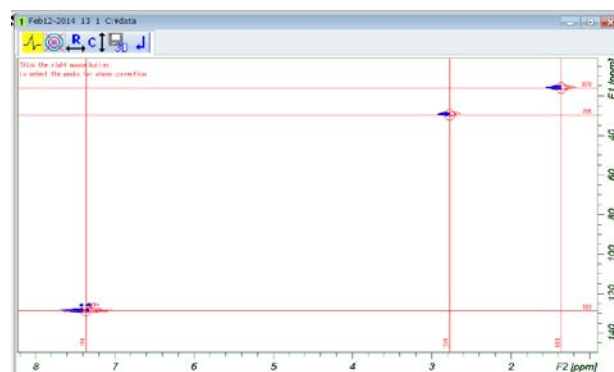 1 Feb12-2014 13 1 C:¥data
R C 3D
Click the right mouse button
to select the peaks for phase correction
F1 [ppm]
40
60
80
100
120
140
8 7 6 5 4 3 2 F2 [ppm]